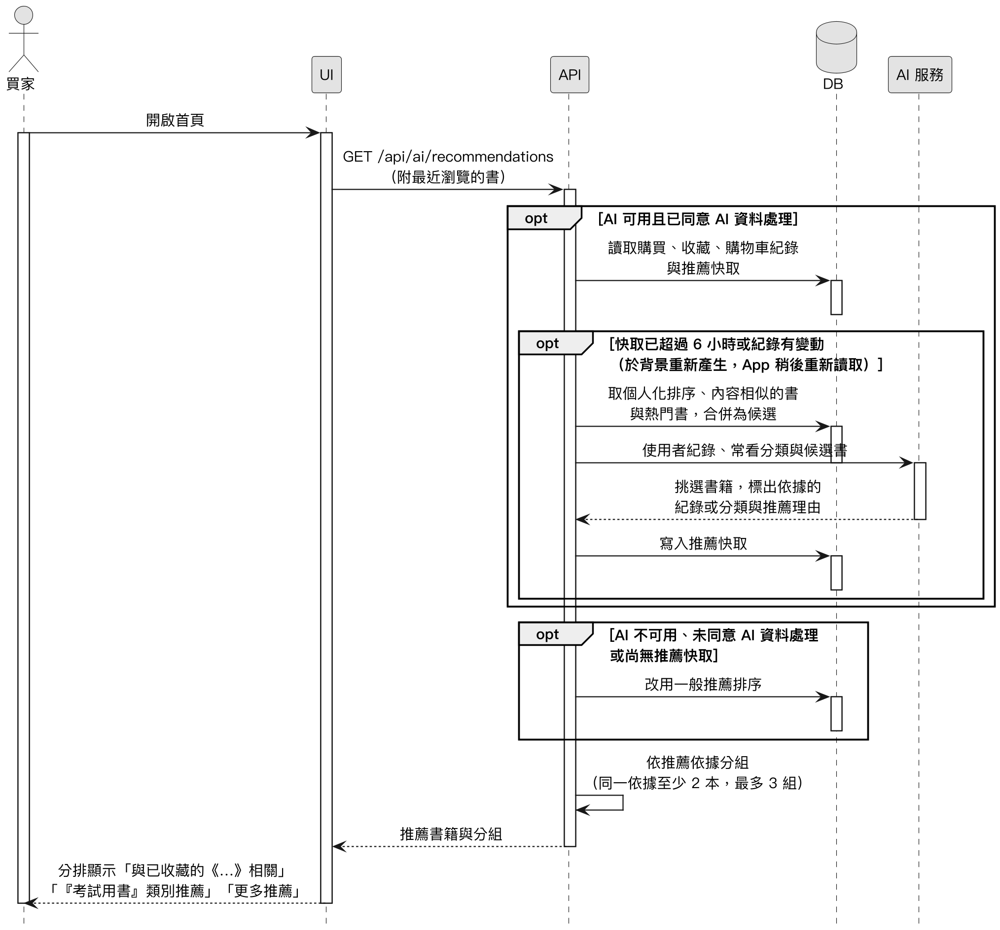 買家
UI
API
DB
AI 服務
開啟首頁
GET /api/ai/recommendations
（附最近瀏覽的書）
opt
[AI 可用且已同意 AI 資料處理]
讀取購買、收藏、購物車紀錄
與推薦快取
opt
[快取已超過 6 小時或紀錄有變動
（於背景重新產生，App 稍後重新讀取）]
取個人化排序、內容相似的書
與熱門書，合併為候選
使用者紀錄、常看分類與候選書
挑選書籍，標出依據的
紀錄或分類與推薦理由
寫入推薦快取
opt
[AI 不可用、未同意 AI 資料處理
或尚無推薦快取]
改用一般推薦排序
依推薦依據分組
（同一依據至少 2 本，最多 3 組）
推薦書籍與分組
分排顯示「與已收藏的《…》相關」
「『考試用書』類別推薦」「更多推薦」